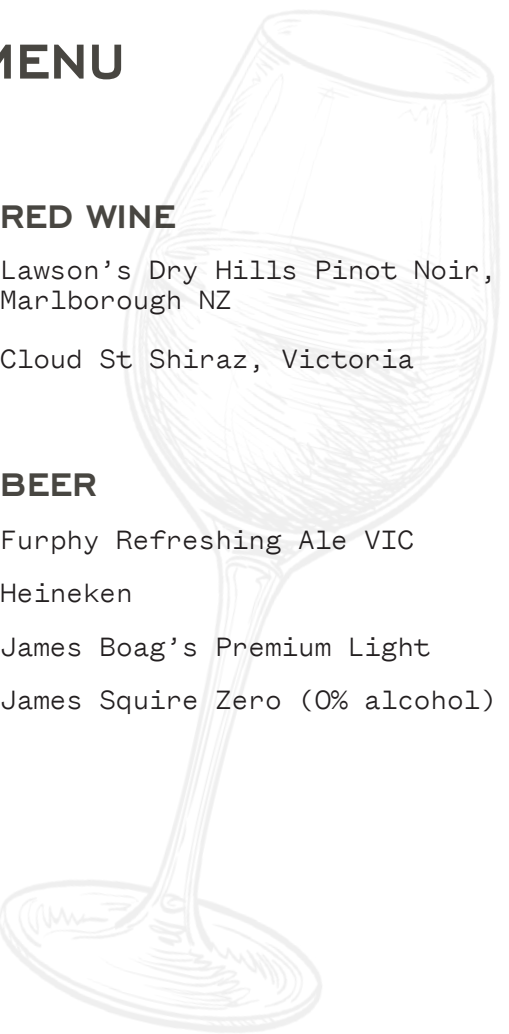 MENU
RED WINE
Lawson’s Dry Hills Pinot Noir,
Marlborough NZ
Cloud St Shiraz, Victoria
BEER
Furphy Refreshing Ale VIC
Heineken
James Boag’s Premium Light
James Squire Zero (0% alcohol)